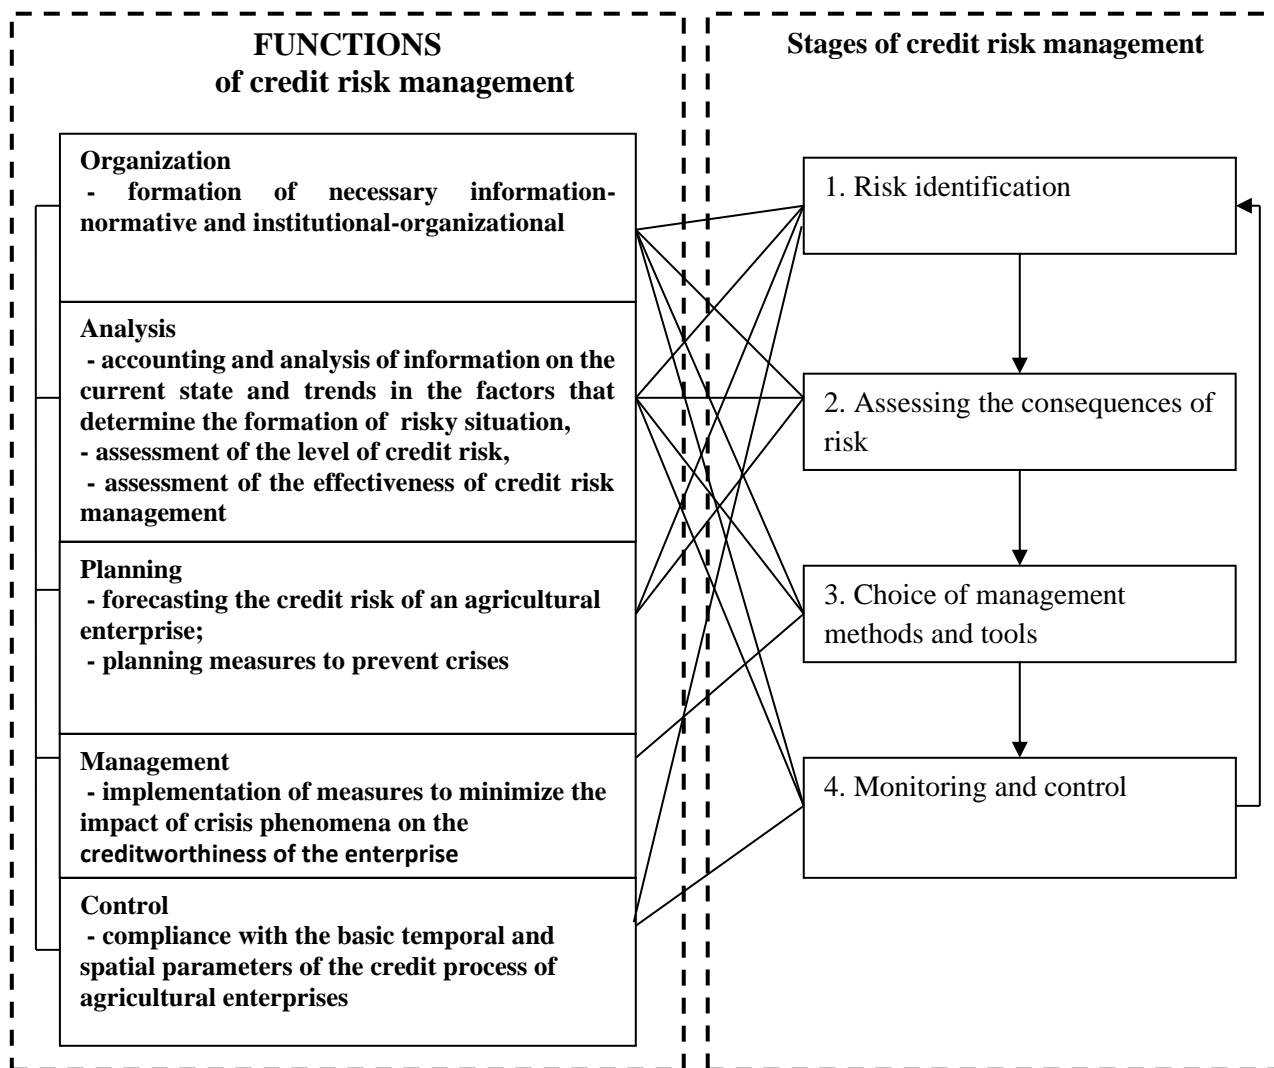 FUNCTIONS
of credit risk management
Organization
- formation of necessary information-
normative and institutional-organizational
Analysis
- accounting and analysis of information on the
current state and trends in the factors that
determine the formation of risky situation,
- assessment of the level of credit risk,
- assessment of the effectiveness of credit risk
management
Planning
- forecasting the credit risk of an agricultural
enterprise;
- planning measures to prevent crises
Management
- implementation of measures to minimize the
impact of crisis phenomena on the
creditworthiness of the enterprise
Control
- compliance with the basic temporal and
spatial parameters of the credit process of
agricultural enterprises
Stages of credit risk management
1. Risk identification
2. Assessing the consequences of
risk
3. Choice of management
methods and tools
4. Monitoring and control